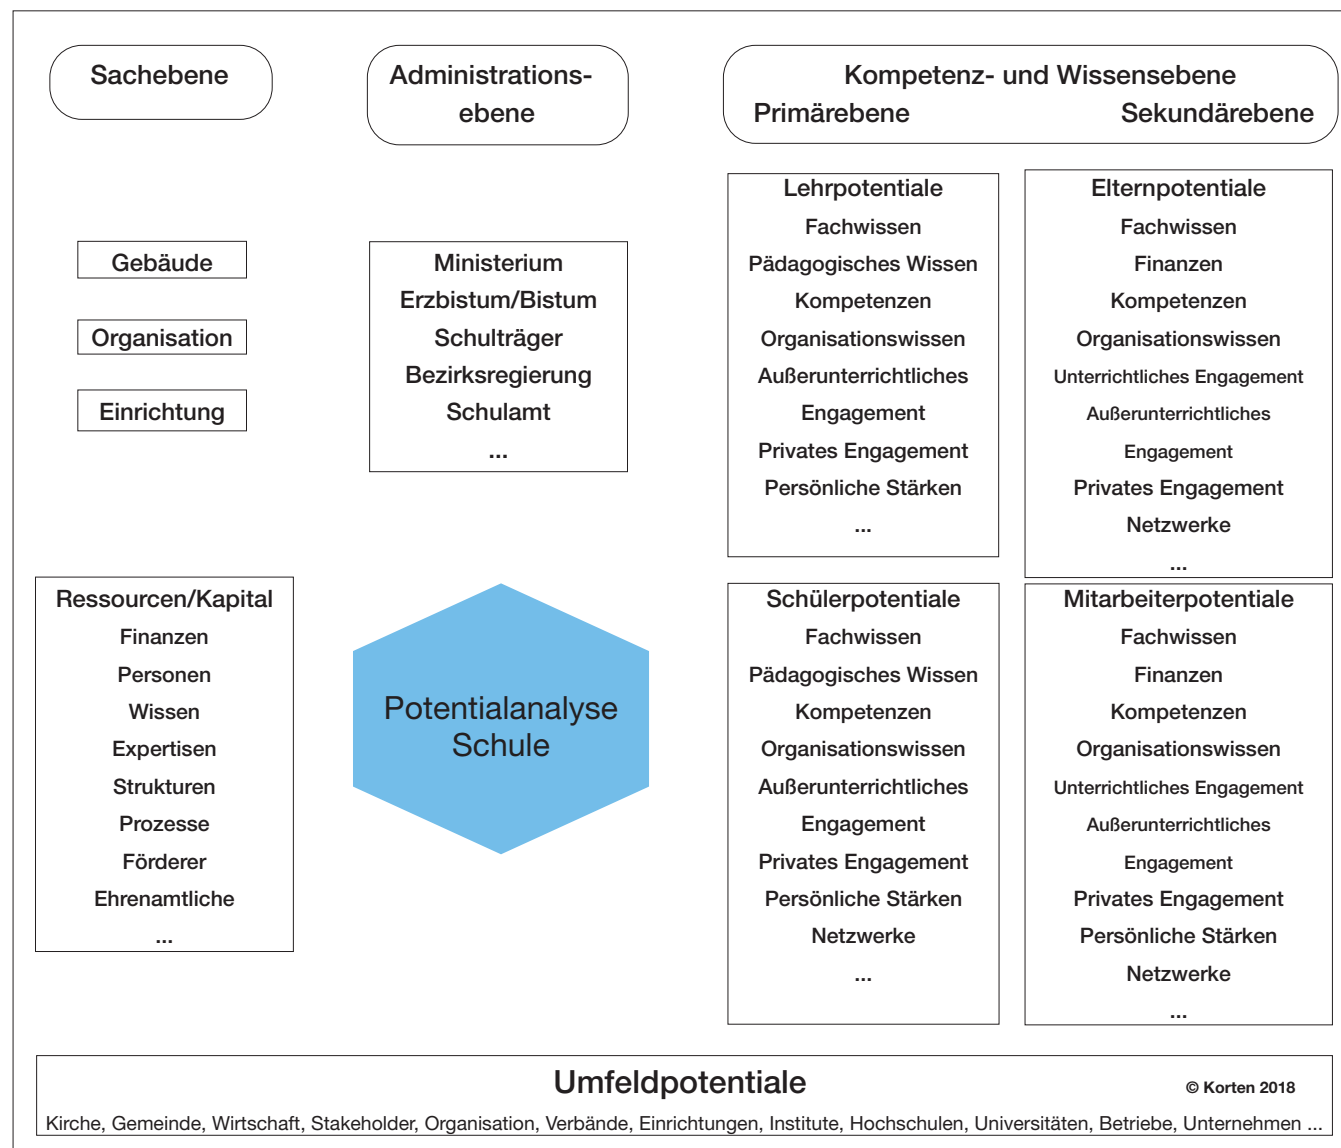 Sachebene
Administrations-
ebene
Kompetenz- und Wissensebene
Primärebene Sekundärebene
Gebäude
Organisation
Einrichtung
Ministerium
Erzbistum/Bistum
Schulträger
Bezirksregierung
Schulamt
...
Lehrpotentiale
Fachwissen
Pädagogisches Wissen
Kompetenzen
Organisationswissen
Außerunterrichtliches
Engagement
Privates Engagement
Persönliche Stärken
...
Elternpotentiale
Fachwissen
Finanzen
Kompetenzen
Organisationswissen
Unterrichtliches Engagement
Außerunterrichtliches
Engagement
Privates Engagement
Netzwerke
...
Ressourcen/Kapital
Finanzen
Personen
Wissen
Expertisen
Strukturen
Prozesse
Förderer
Ehrenamtliche
...
Potentialanalyse
Schule
Schülerpotentiale
Fachwissen
Pädagogisches Wissen
Kompetenzen
Organisationswissen
Außerunterrichtliches
Engagement
Privates Engagement
Persönliche Stärken
Netzwerke
...
Mitarbeiterpotentiale
Fachwissen
Finanzen
Kompetenzen
Organisationswissen
Unterrichtliches Engagement
Außerunterrichtliches
Engagement
Privates Engagement
Persönliche Stärken
Netzwerke
...
Umfeldpotentiale
© Korten 2018
Kirche, Gemeinde, Wirtschaft, Stakeholder, Organisation, Verbände, Einrichtungen, Institute, Hochschulen, Universitäten, Betriebe, Unternehmen ...